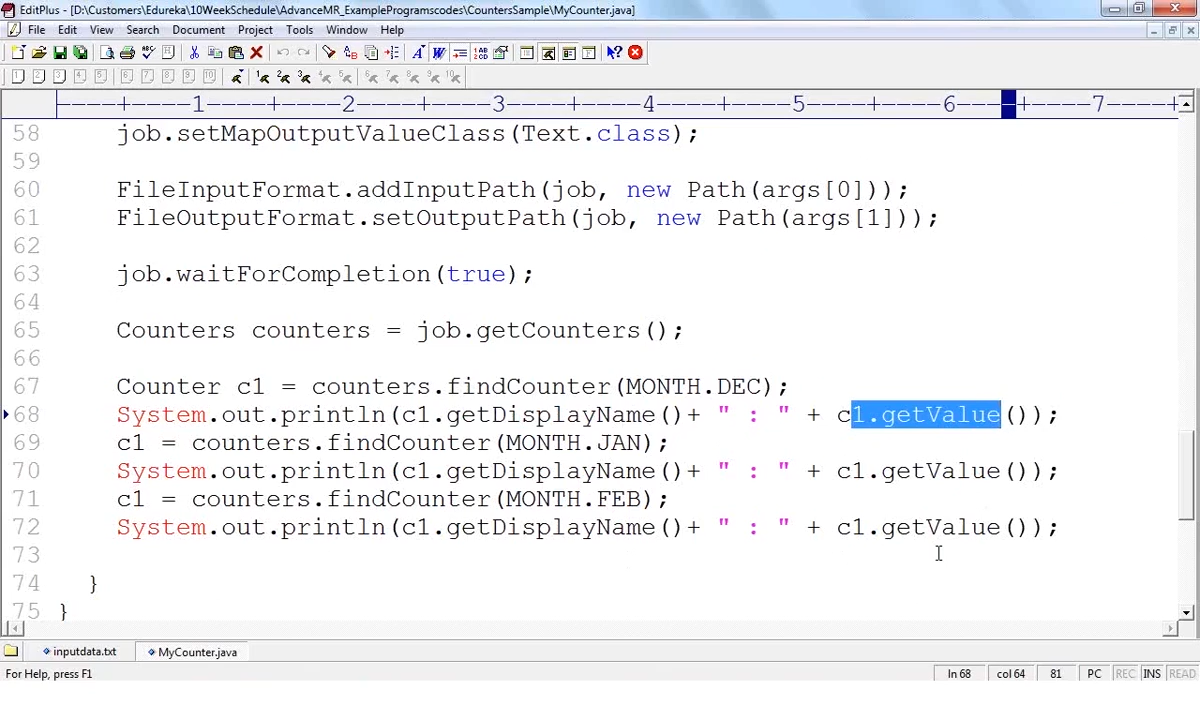 EditPlus - [D:\Customers\Edureka\10WeekSchedule\AdvanceMR_ExampleProgramscodes\CountersSample\MyCounter.java]
File Edit View Search Document Project Tools Window Help
----+----1----+----2----+----3----+----4----+----5----+----6----+----7----+
58 job.setMapOutputValueClass(Text.class);
59
60 FileInputFormat.addInputPath(job, new Path(args[0]));
61 FileOutputFormat.setOutputPath(job, new Path(args[1]));
62
63 job.waitForCompletion(true);
64
65 Counters counters = job.getCounters();
66
67 Counter c1 = counters.findCounter(MONTH.DEC);
68 System.out.println(c1.getDisplayName()+ " : " + c1.getValue());
69 c1 = counters.findCounter(MONTH.JAN);
70 System.out.println(c1.getDisplayName()+ " : " + c1.getValue());
71 c1 = counters.findCounter(MONTH.FEB);
72 System.out.println(c1.getDisplayName()+ " : " + c1.getValue());
73
74 }
75 }
inputdata.txt MyCounter.java
For Help, press F1 ln 68 col 64 81 PC REC INS READ